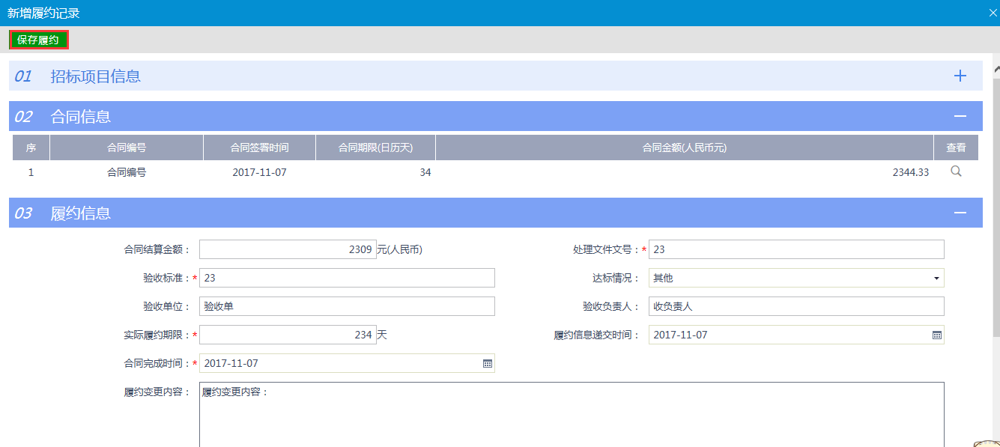 新增履约记录
保存履约
01 招标项目信息
02 合同信息
序 合同编号 合同签署时间 合同期限(日历天) 合同金额(人民币元) 查看
1 合同编号 2017-11-07 34 2344.33
03 履约信息
合同结算金额： 2309 元(人民币) 处理文件文号：* 23
验收标准：* 23 达标情况： 其他
验收单位： 验收单 验收负责人： 收负责人
实际履约期限：* 234 天 履约信息递交时间： 2017-11-07
合同完成时间：* 2017-11-07
履约变更内容： 履约变更内容：